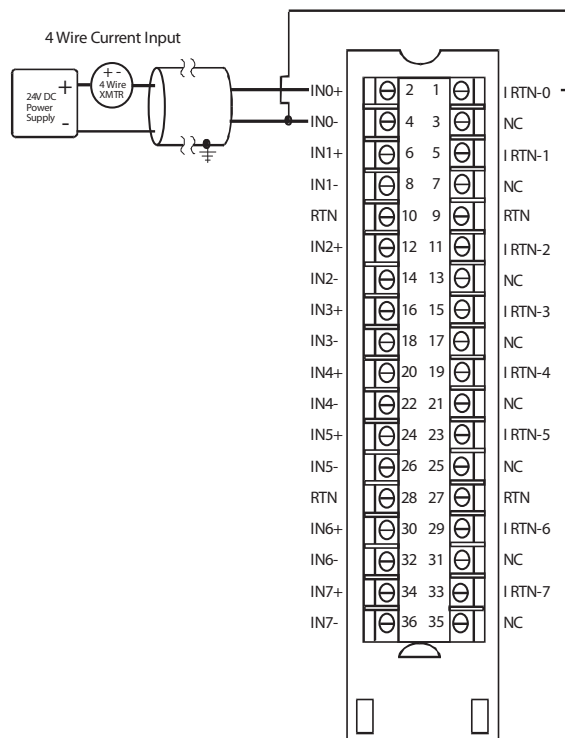 4 Wire Current Input
24V DC
Power
Supply
+
-
+ -
4 Wire
XMTR
IN0+ 2 1 I RTN-0
IN0- 4 3 NC
IN1+ 6 5 I RTN-1
IN1- 8 7 NC
RTN 10 9 RTN
IN2+ 12 11 I RTN-2
IN2- 14 13 NC
IN3+ 16 15 I RTN-3
IN3- 18 17 NC
IN4+ 20 19 I RTN-4
IN4- 22 21 NC
IN5+ 24 23 I RTN-5
IN5- 26 25 NC
RTN 28 27 RTN
IN6+ 30 29 I RTN-6
IN6- 32 31 NC
IN7+ 34 33 I RTN-7
IN7- 36 35 NC